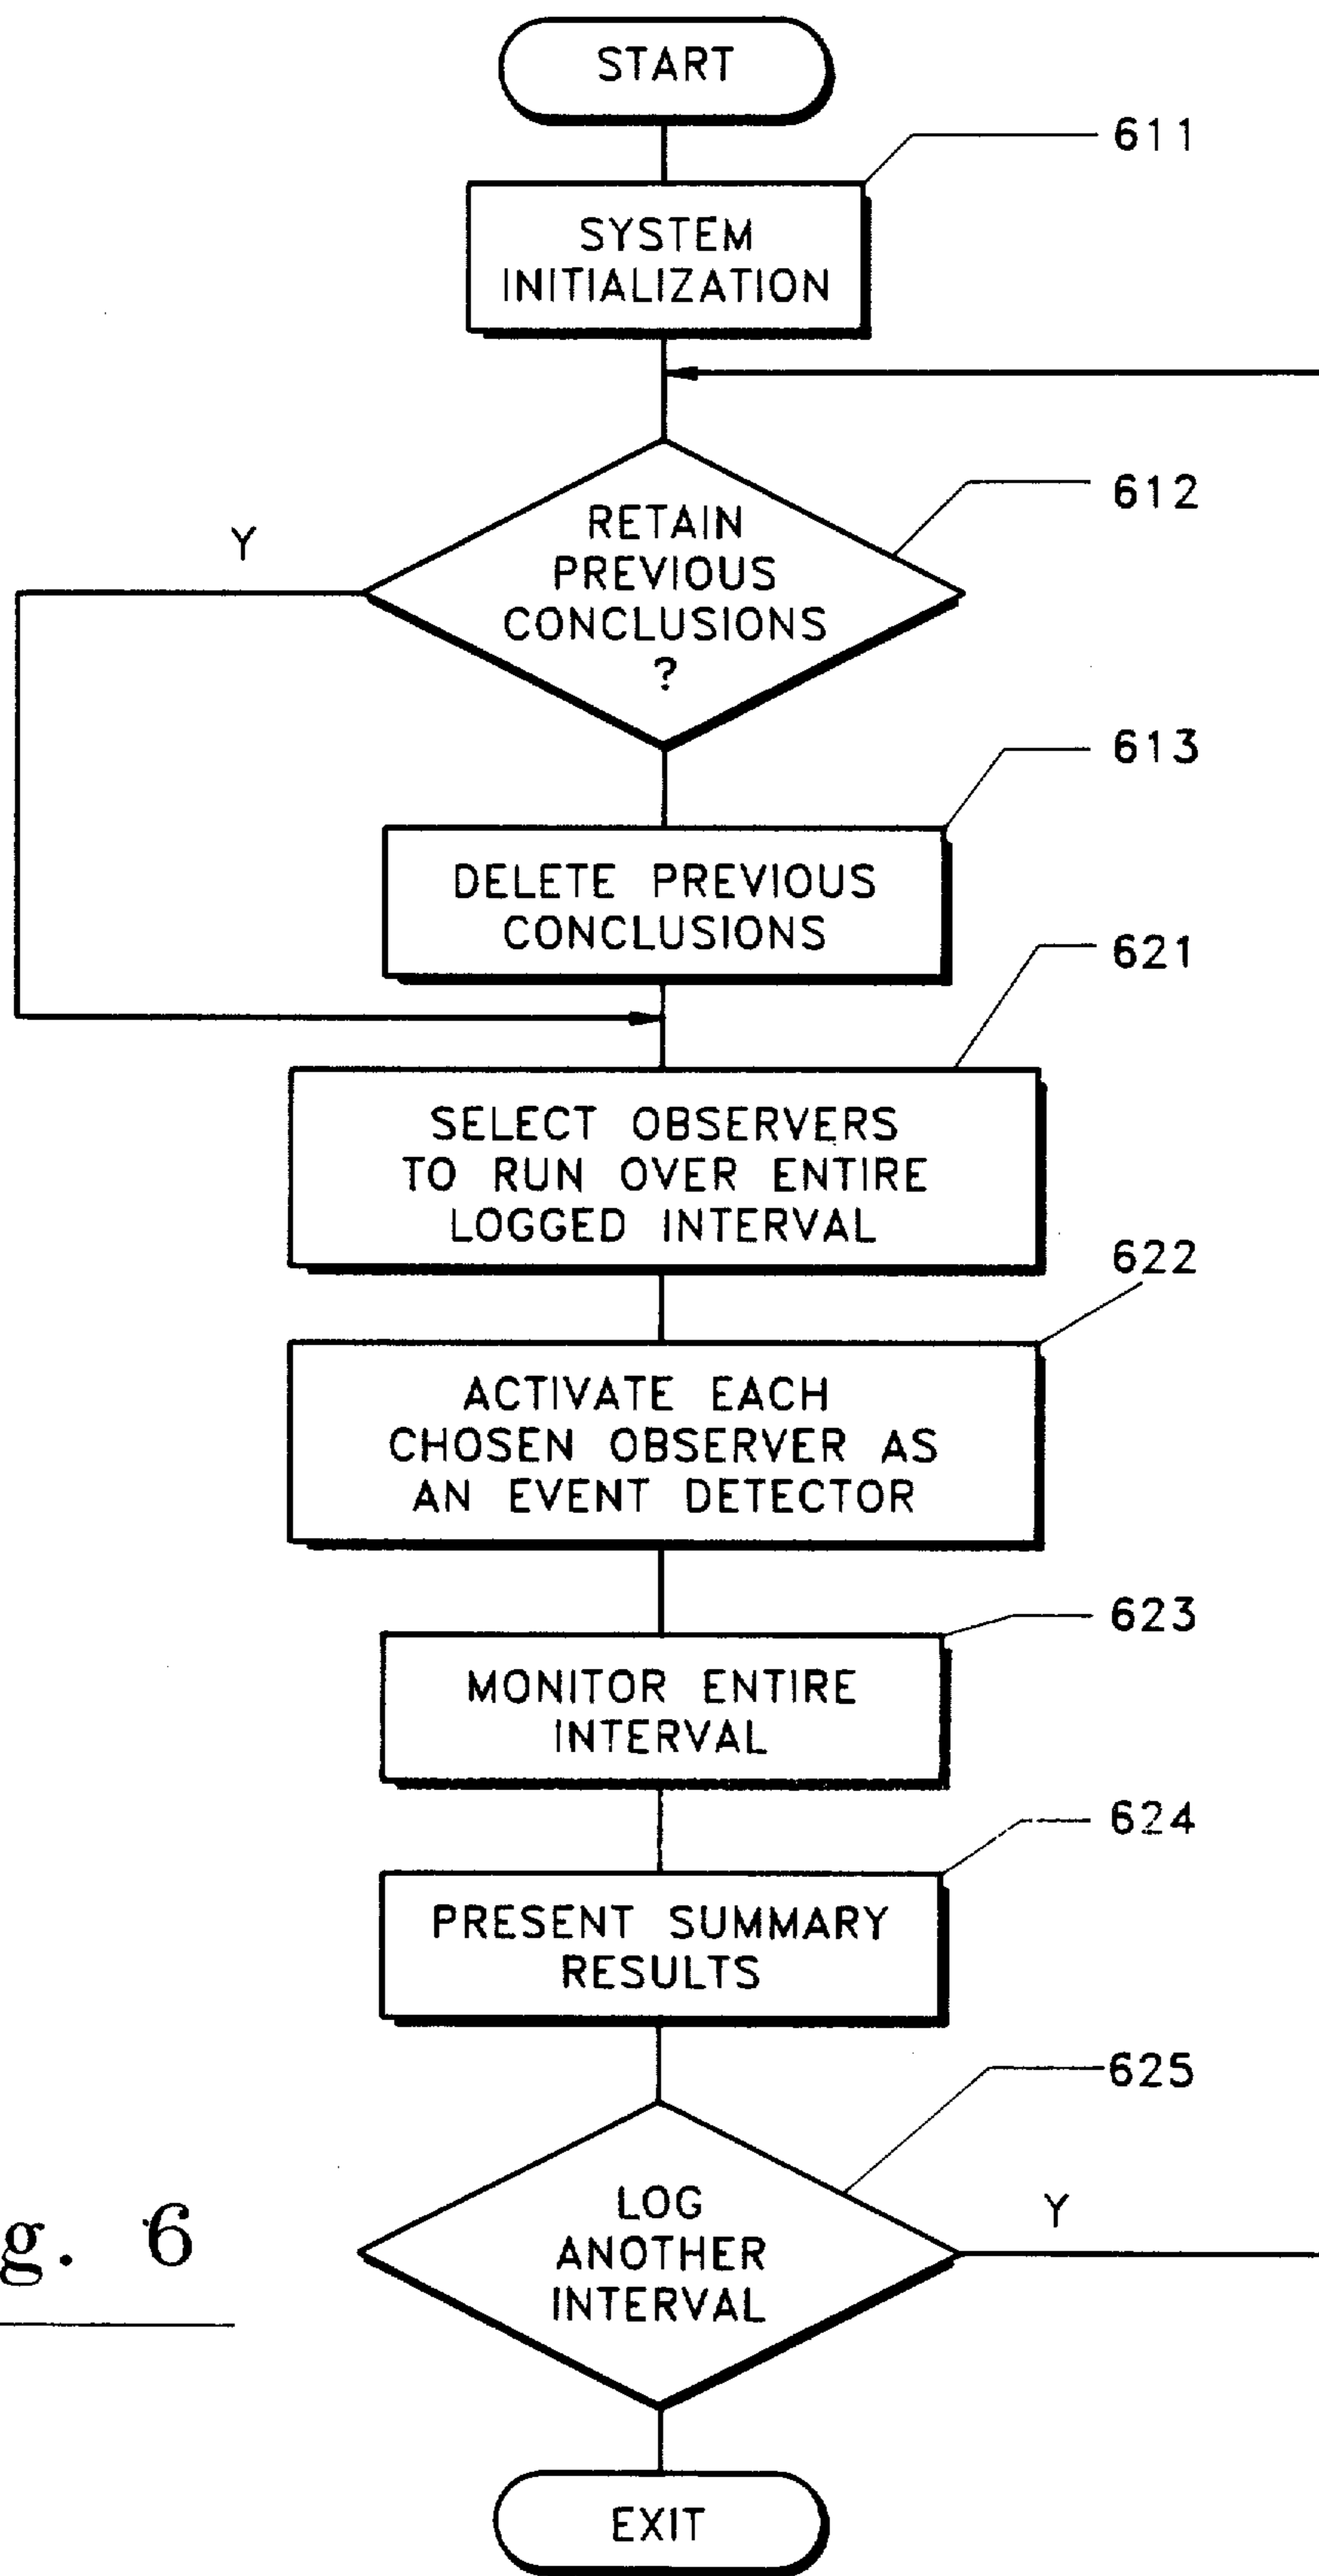 START
611
SYSTEM
INITIALIZATION
612
Y
RETAIN
PREVIOUS
CONCLUSIONS
?
613
DELETE PREVIOUS
CONCLUSIONS
621
SELECT OBSERVERS
TO RUN OVER ENTIRE
LOGGED INTERVAL
622
ACTIVATE EACH
CHOSEN OBSERVER AS
AN EVENT DETECTOR
623
MONITOR ENTIRE
INTERVAL
624
PRESENT SUMMARY
RESULTS
625
LOG
ANOTHER
INTERVAL
Y
g. 6
EXIT